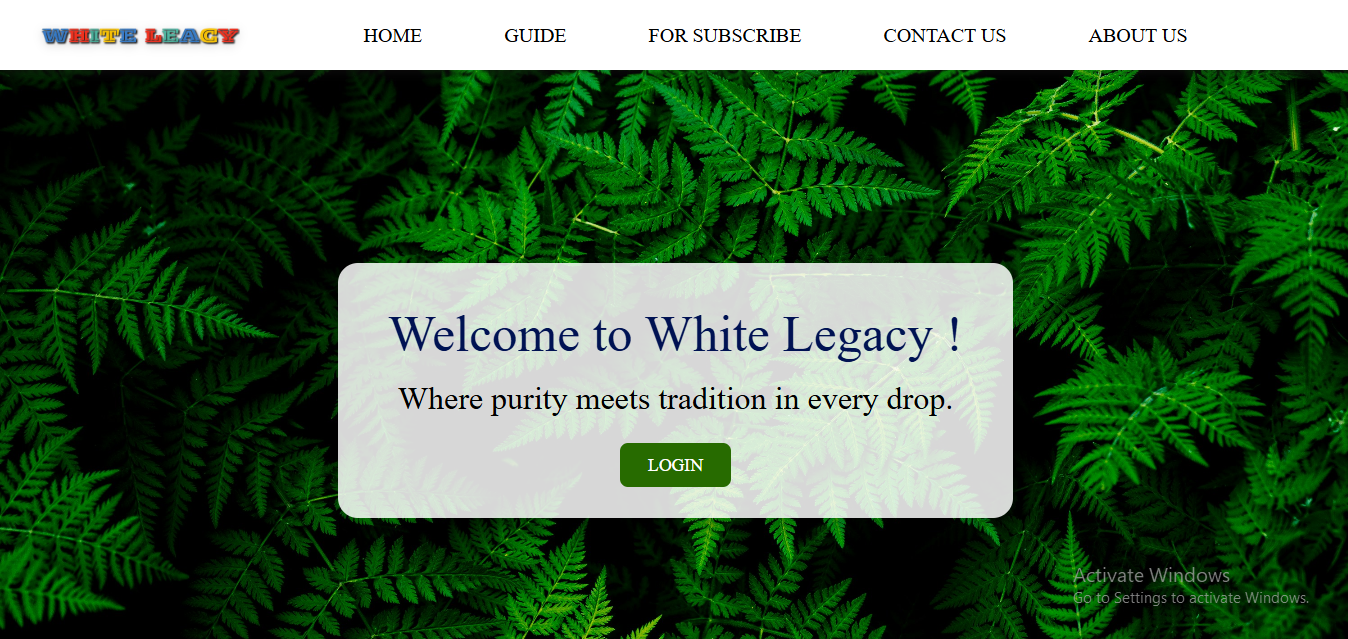 WHITE LEACY
HOME
GUIDE
FOR SUBSCRIBE
CONTACT US
ABOUT US
Welcome to White Legacy !
Where purity meets tradition in every drop.
LOGIN
Activate Windows
Go to Settings to activate Windows.